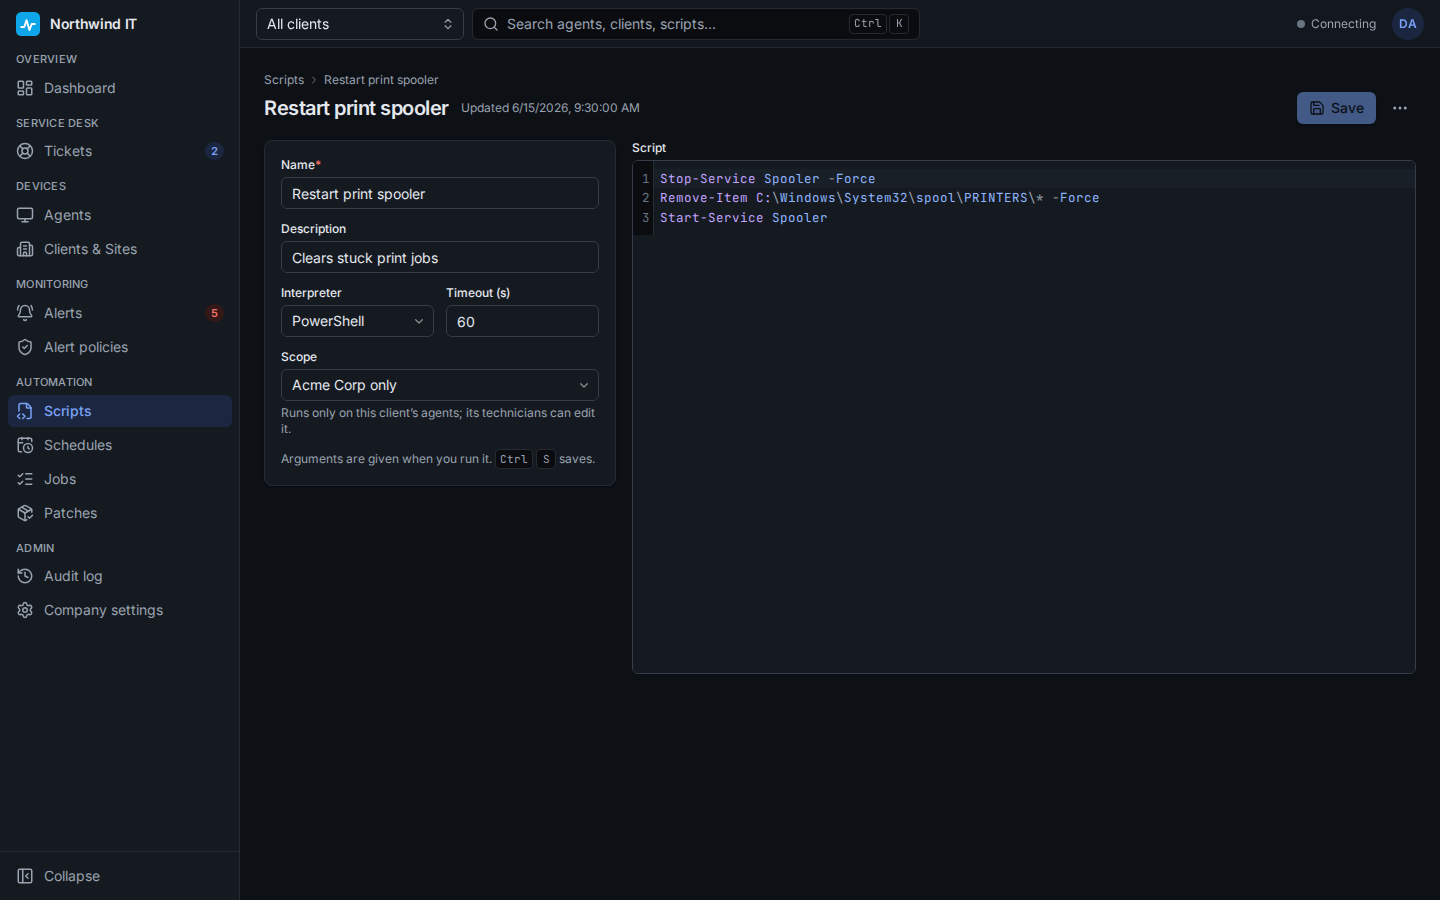 Northwind IT
All clients
Search agents, clients, scripts...
Ctrl K
Connecting
DA
OVERVIEW
Dashboard
SERVICE DESK
Tickets 2
DEVICES
Agents
Clients & Sites
MONITORING
Alerts 5
Alert policies
AUTOMATION
Scripts
Schedules
Jobs
Patches
ADMIN
Audit log
Company settings
Collapse
Scripts > Restart print spooler
Restart print spooler Updated 6/15/2026, 9:30:00 AM
Save
Name*
Restart print spooler
Description
Clears stuck print jobs
Interpreter Timeout (s)
PowerShell 60
Scope
Acme Corp only
Runs only on this client's agents; its technicians can edit
it.
Arguments are given when you run it. Ctrl S saves.
Script
1 Stop-Service Spooler -Force
2 Remove-Item C:\Windows\System32\spool\PRINTERS\* -Force
3 Start-Service Spooler